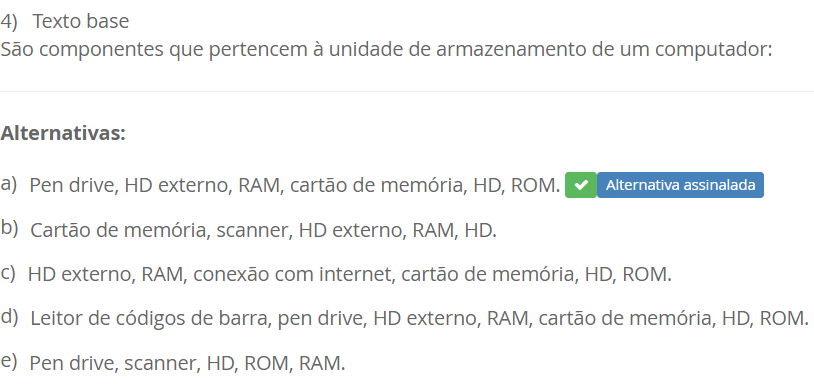 4) Texto base
São componentes que pertencem à unidade de armazenamento de um computador:
Alternativas:
a) Pen drive, HD externo, RAM, cartão de memória, HD, ROM. Alternativa assinalada
b) Cartão de memória, scanner, HD externo, RAM, HD.
c) HD externo, RAM, conexão com internet, cartão de memória, HD, ROM.
d) Leitor de códigos de barra, pen drive, HD externo, RAM, cartão de memória, HD, ROM.
e) Pen drive, scanner, HD, ROM, RAM.